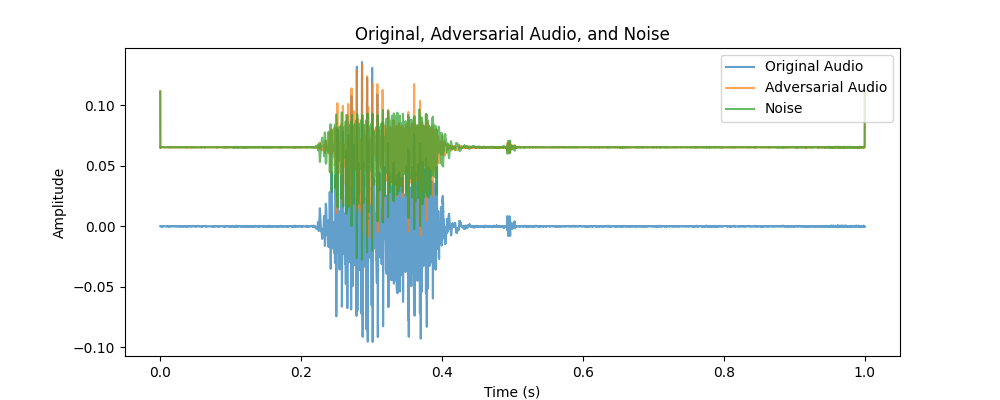 Original, Adversarial Audio, and Noise
Original Audio
Adversarial Audio
Noise
Amplitude
0.10
0.05
0.00
−0.05
−0.10
0.0
0.2
0.4
0.6
0.8
1.0
Time (s)